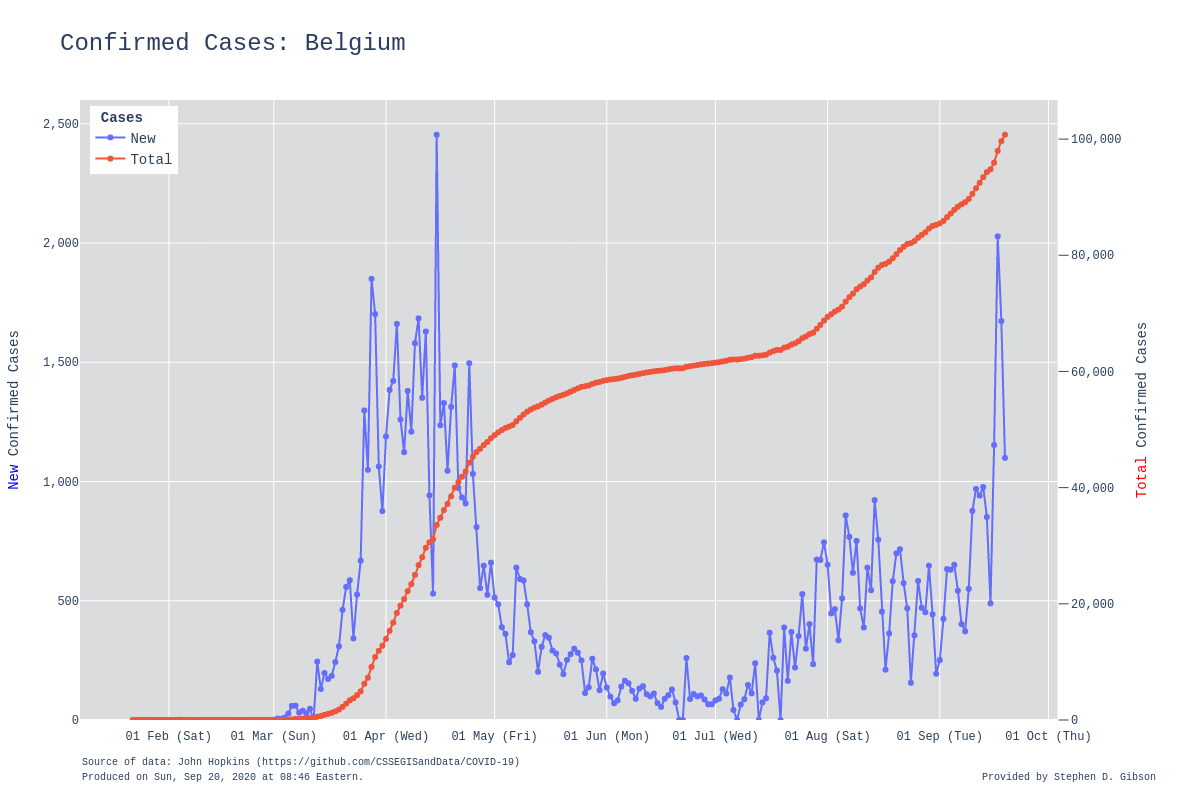 Confirmed Cases: Belgium
Cases
New
Total
2,500
2,000
1,500
1,000
500
0
100,000
80,000
60,000
40,000
20,000
0
New Confirmed Cases
Total Confirmed Cases
01 Feb (Sat) 01 Mar (Sun) 01 Apr (Wed) 01 May (Fri) 01 Jun (Mon) 01 Jul (Wed) 01 Aug (Sat) 01 Sep (Tue) 01 Oct (Thu)
Source of data: John Hopkins (https://github.com/CSSEGISandData/COVID-19)
Produced on Sun, Sep 20, 2020 at 08:46 Eastern.
Provided by Stephen D. Gibson